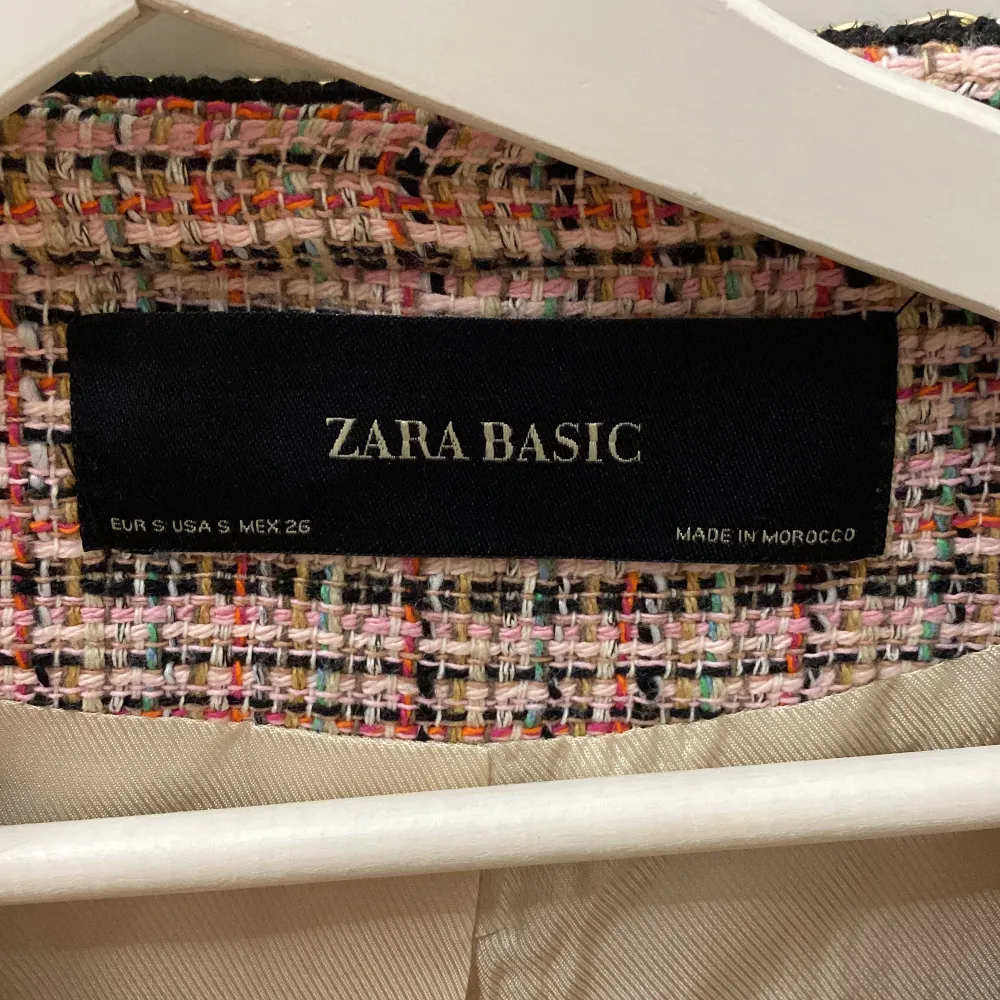 ZARA BASIC
EUR S USA S MEX 26
MADE IN MOROCCO